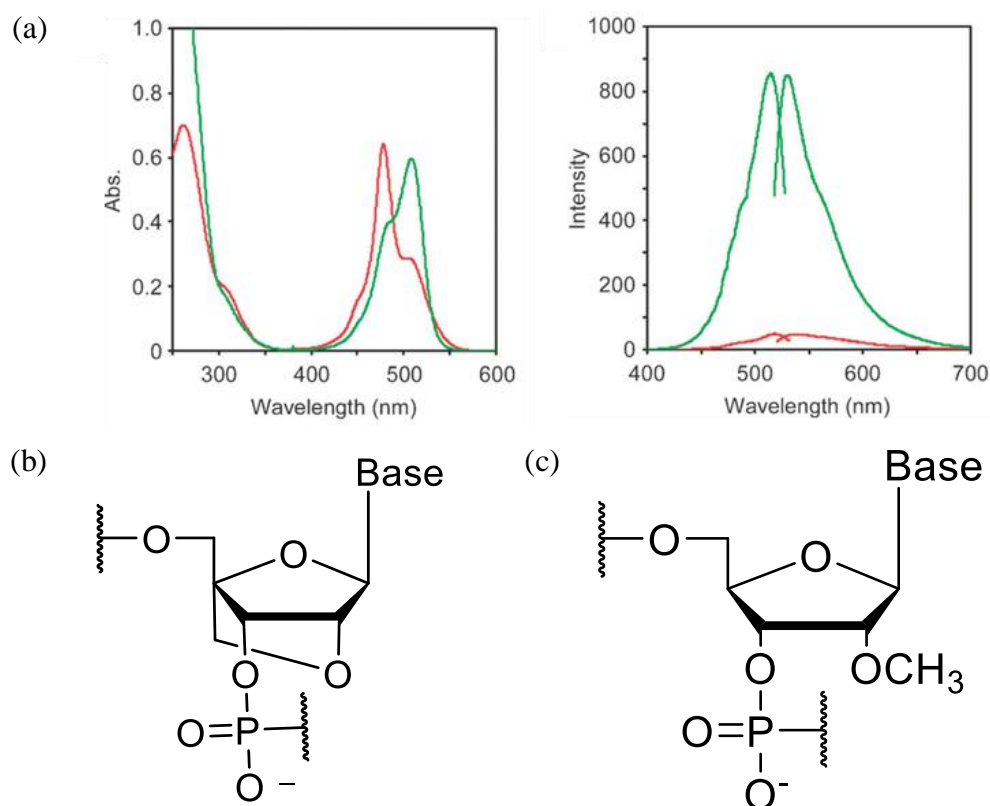 (a)
1.0
0.8
0.6
0.4
0.2
0
Abs.
300
400
500
600
Wavelength (nm)
1000
800
600
400
200
0
Intensity
400
500
600
700
Wavelength (nm)
(b)
Base
O
O
O
O
O=P
O −
(c)
Base
O
O
O
OCH3
O=P
O-